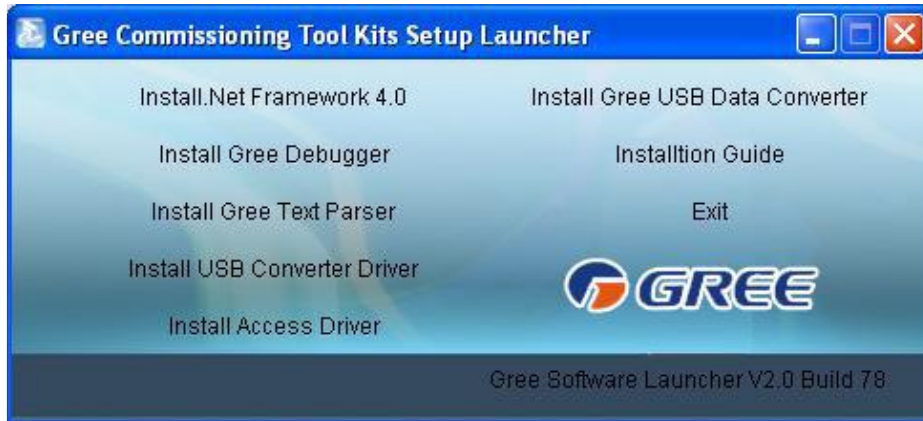 Gree Commissioning Tool Kits Setup Launcher
Install.Net Framework 4.0
Install Gree Debugger
Install Gree Text Parser
Install USB Converter Driver
Install Access Driver
Install Gree USB Data Converter
Installtion Guide
Exit
GREE
Gree Software Launcher V2.0 Build 78